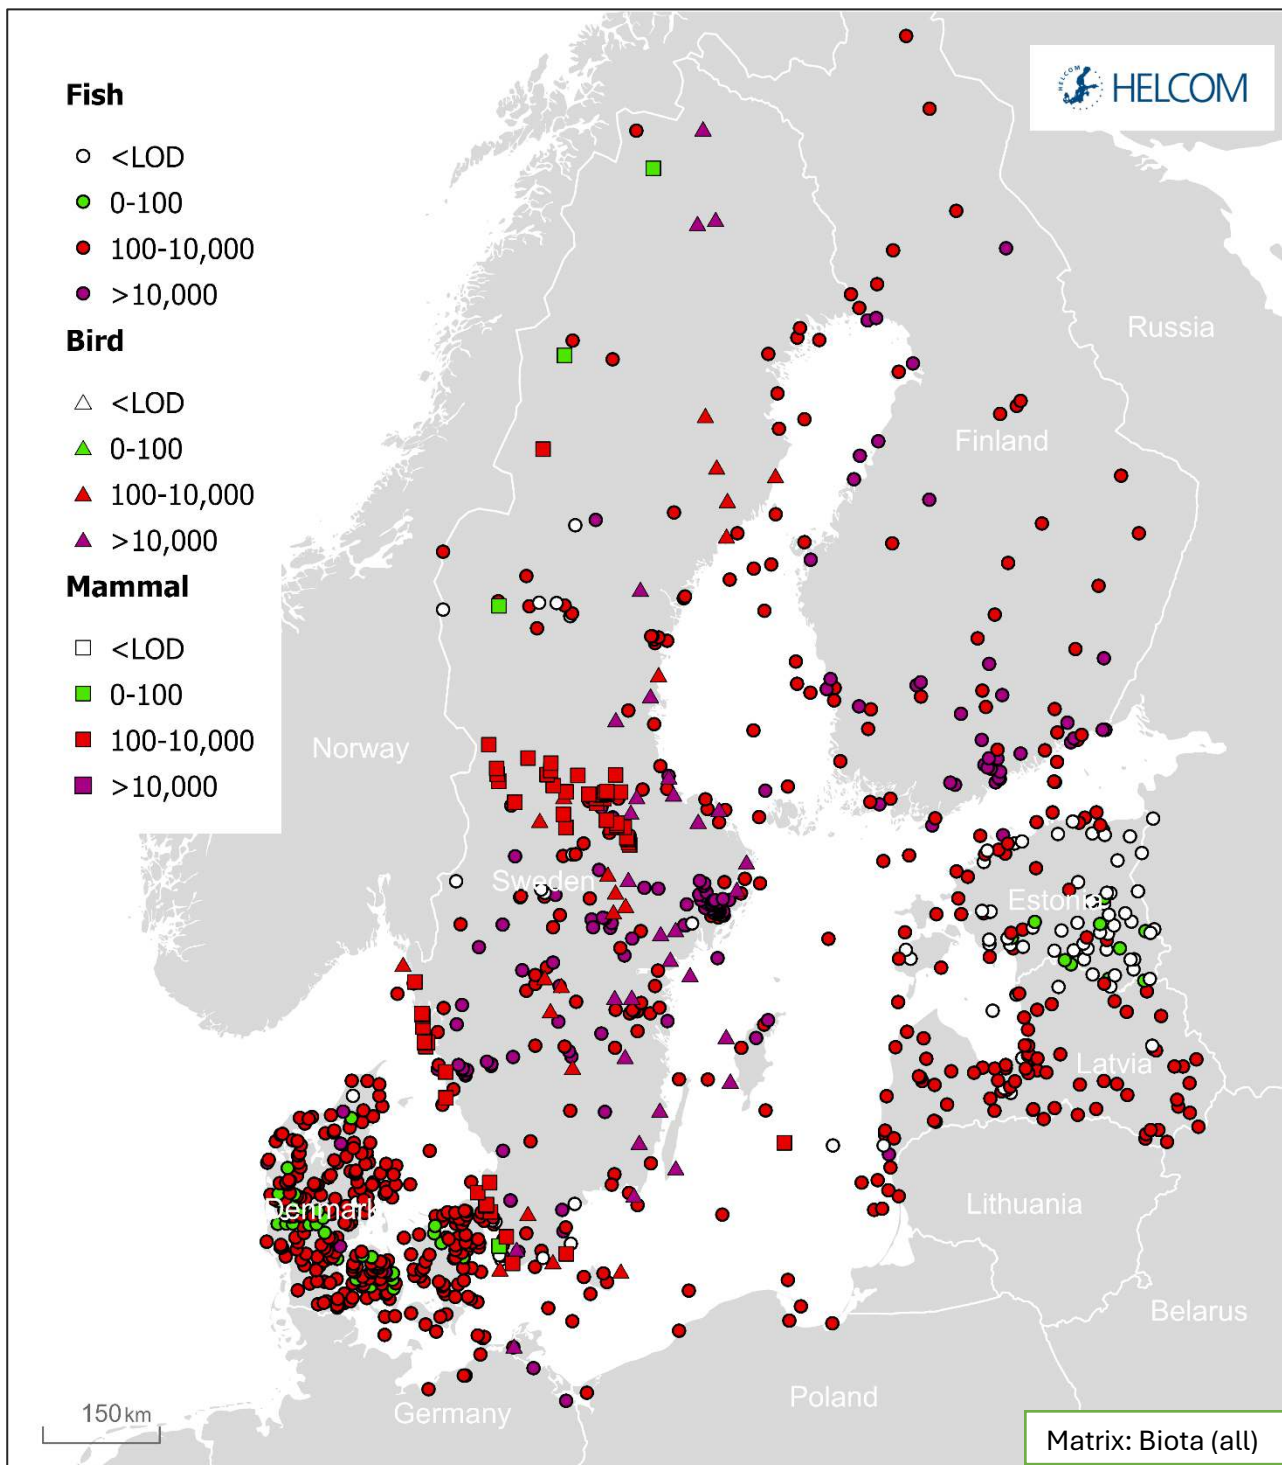 Fish
<LOD
0-100
100-10,000
>10,000
Bird
<LOD
0-100
100-10,000
>10,000
Mammal
<LOD
0-100
100-10,000
>10,000
HELCOM
HELCOM
Russia
Finland
Norway
Sweden
Estonia
Latvia
Denmark
Lithuania
Belarus
Poland
Germany
150 km
Matrix: Biota (all)